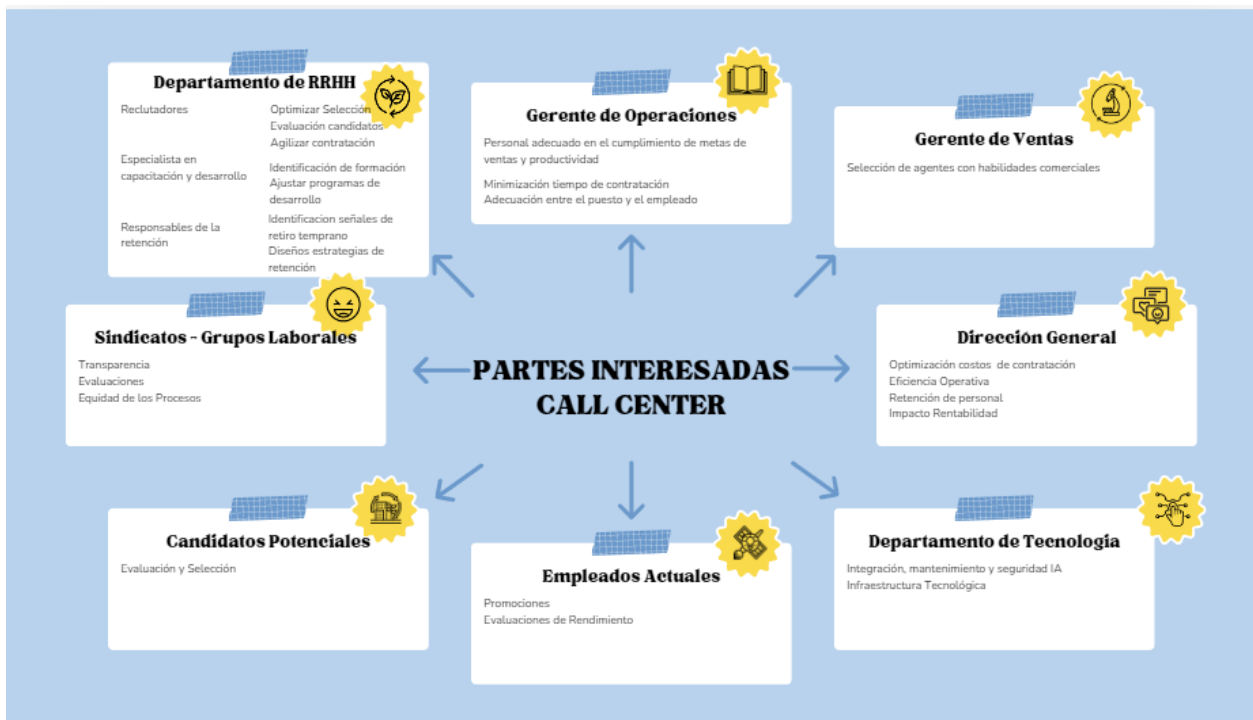 Departamento de RRHH
Reclutadores
Optimizar Selección
Evaluación candidatos
Agilizar contratación
Especialista en
capacitación y desarrollo
Identificación de formación
Ajustar programas de
desarrollo
Responsables de la
retención
Identificacion señales de
retiro temprano
Diseños estrategias de
retención
Gerente de Operaciones
Personal adecuado en el cumplimiento de metas de
ventas y productividad
Minimización tiempo de contratación
Adecuación entre el puesto y el empleado
Gerente de Ventas
Selección de agentes con habilidades comerciales
Sindicatos - Grupos Laborales
Transparencia
Evaluaciones
Equidad de los Procesos
PARTES INTERESADAS
CALL CENTER
Dirección General
Optimización costos de contratación
Eficiencia Operativa
Retención de personal
Impacto Rentabilidad
Candidatos Potenciales
Evaluación y Selección
Empleados Actuales
Promociones
Evaluaciones de Rendimiento
Departamento de Tecnología
Integración, mantenimiento y seguridad IA
Infraestructura Tecnológica